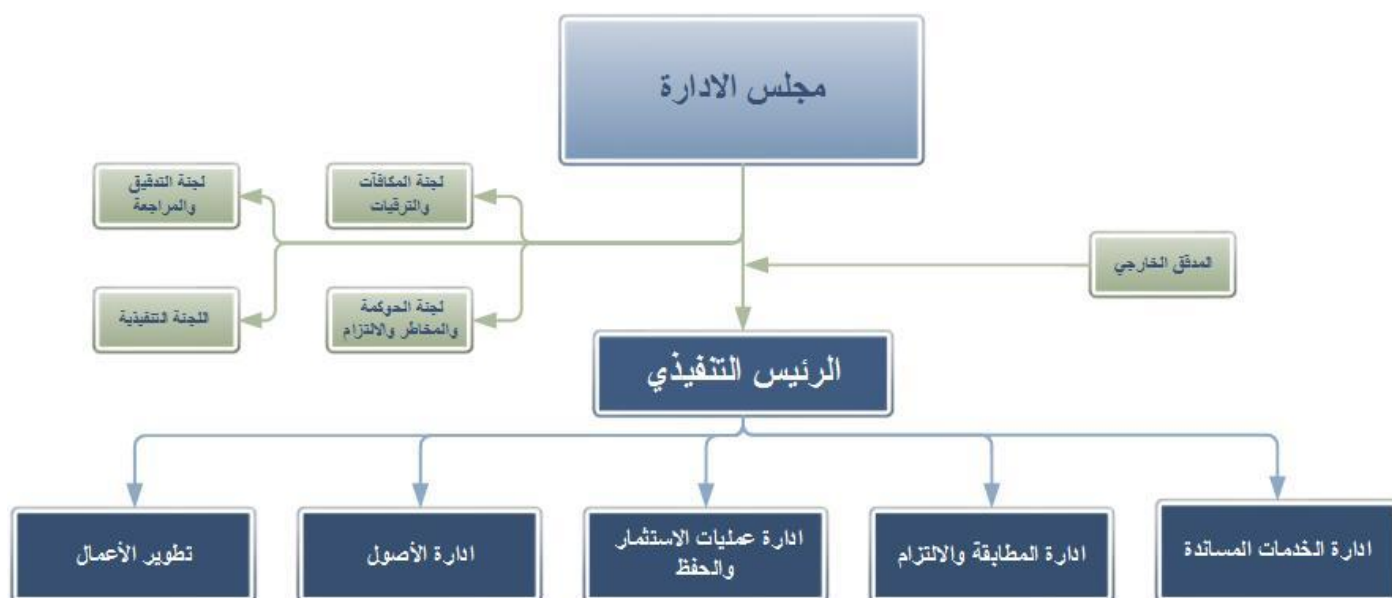 مجلس الادارة
لجنة المكافآت
والترقيات
لجنة التدقيق
والمراجعة
المدقق الخارجي
لجنة الحوكمة
والمخاطر والالتزام
اللجنة التنفيذية
الرئيس التنفيذي
ادارة الخدمات المساندة
ادارة المطابقة والالتزام
ادارة عمليات الاستثمار
والحفظ
ادارة الأصول
تطوير الأعمال